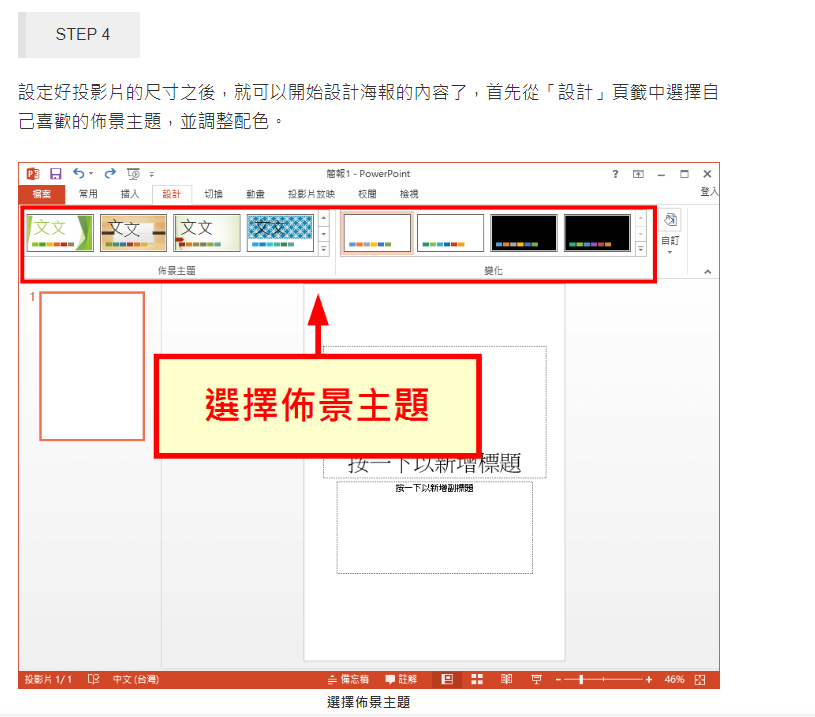 STEP 4
設定好投影片的尺寸之後，就可以開始設計海報的內容了，首先從「設計」頁籤中選擇自
己喜歡的佈景主題，並調整配色。
簡報1 - PowerPoint
?
檔案 常用 插入 設計 切換 動畫 投影片放映 校閱 檢視 登入
文文 文文 文文 文文
自訂
佈景主題 變化
1
選擇佈景主題
按一下以新增標題
按一下以新增副標題
投影片 1/1 中文 (台灣) 備忘稿 註解 46%
選擇佈景主題